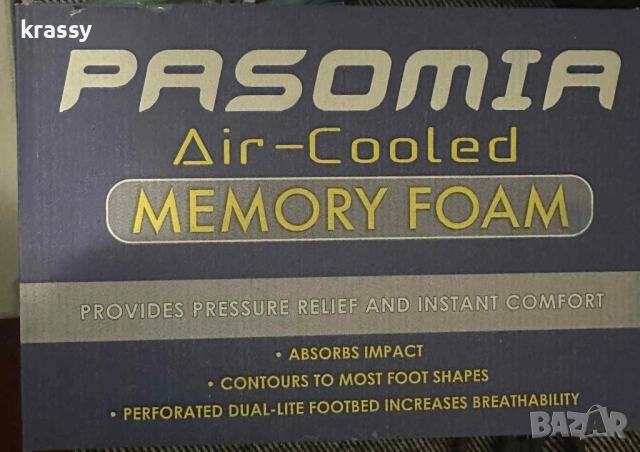 krassy
PASOMIA
Air-Cooled
MEMORY FOAM
PROVIDES PRESSURE RELIEF AND INSTANT COMFORT
• ABSORBS IMPACT
• CONTOURS TO MOST FOOT SHAPES
• PERFORATED DUAL-LITE FOOTBED INCREASES BREATHABILITY
BAZAR